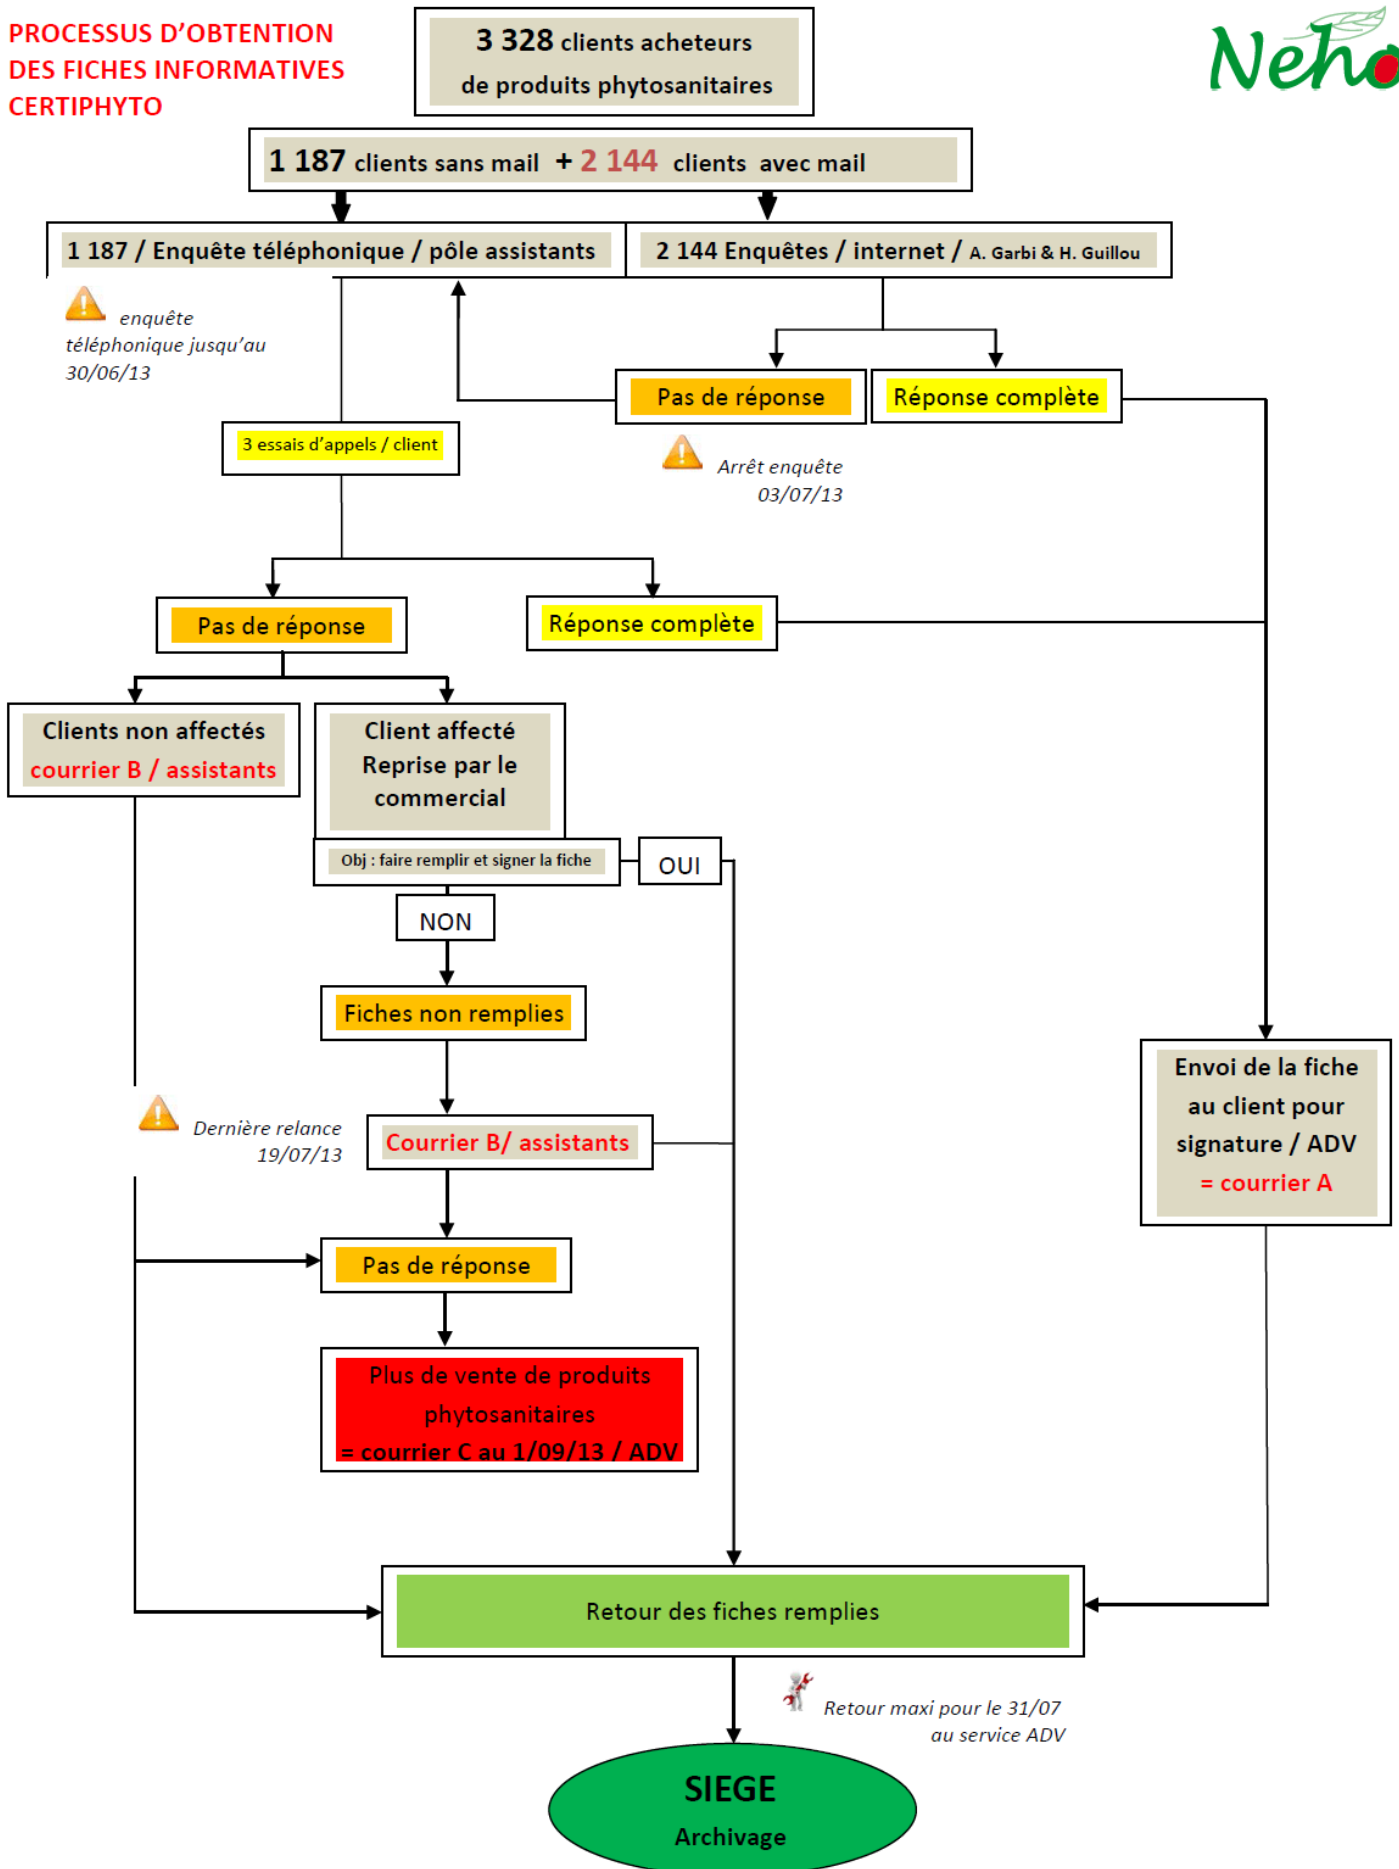 PROCESSUS D'OBTENTION
DES FICHES INFORMATIVES
CERTIPHYTO
3 328 clients acheteurs
de produits phytosanitaires
Neho
1 187 clients sans mail + 2 144 clients avec mail
1 187 / Enquête téléphonique / pôle assistants
2 144 Enquêtes / internet / A. Garbi & H. Guillou
enquête
téléphonique jusqu'au
30/06/13
Pas de réponse
Réponse complète
3 essais d'appels / client
Arrêt enquête
03/07/13
Pas de réponse
Réponse complète
Clients non affectés
courrier B / assistants
Client affecté
Reprise par le
commercial
Obj : faire remplir et signer la fiche
OUI
NON
Fiches non remplies
Envoi de la fiche
au client pour
signature / ADV
= courrier A
Dernière relance
19/07/13
Courrier B/ assistants
Pas de réponse
Plus de vente de produits
phytosanitaires
= courrier C au 1/09/13 / ADV
Retour des fiches remplies
Retour maxi pour le 31/07
au service ADV
SIEGE
Archivage